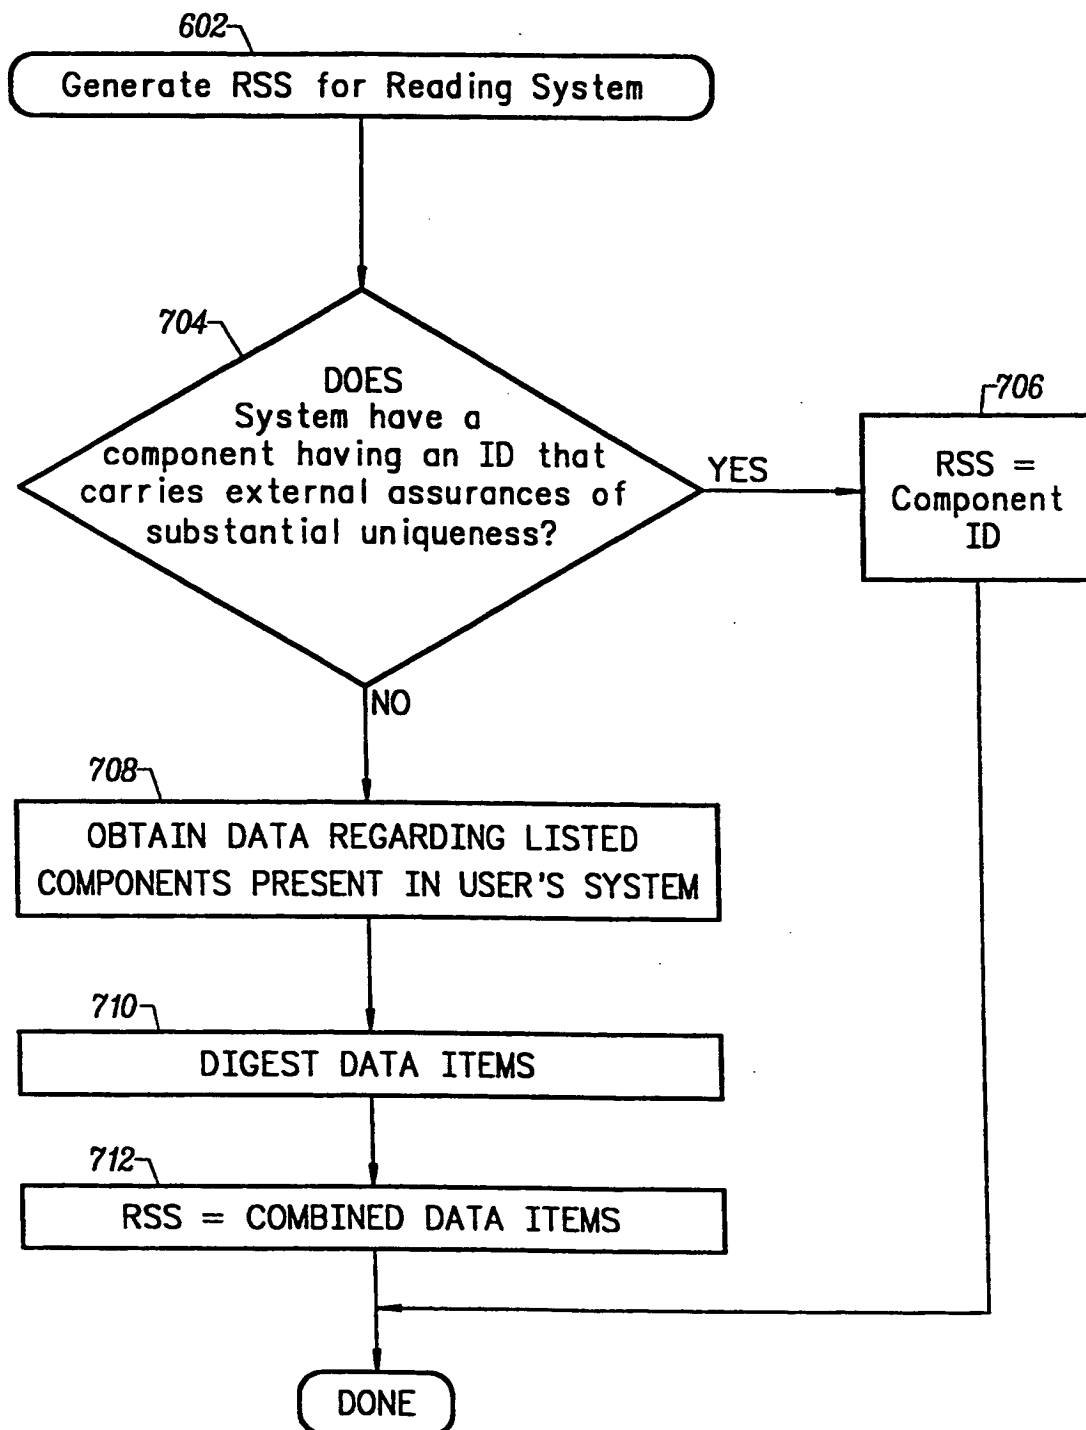 602
Generate RSS for Reading System
704
DOES
System have a
component having an ID that
carries external assurances of
substantial uniqueness?
YES
706
RSS =
Component
ID
NO
708
OBTAIN DATA REGARDING LISTED
COMPONENTS PRESENT IN USER'S SYSTEM
710
DIGEST DATA ITEMS
712
RSS = COMBINED DATA ITEMS
DONE